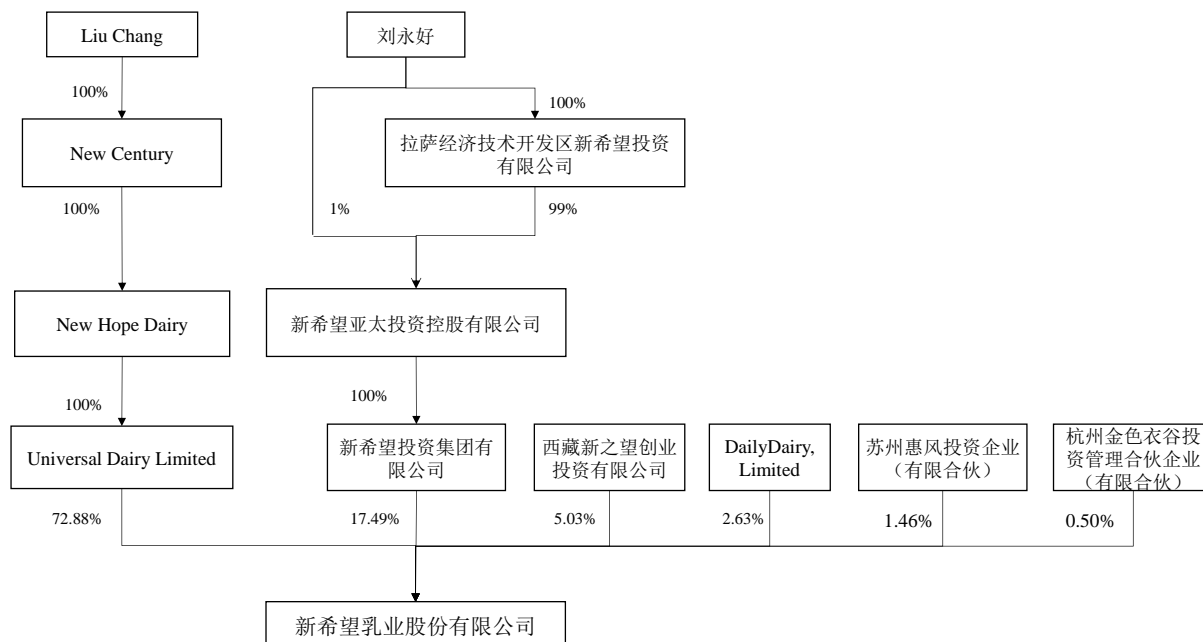 Liu Chang
刘永好
100%
100%
New Century
拉萨经济技术开发区新希望投资
有限公司
100%
1%
99%
New Hope Dairy
新希望亚太投资控股有限公司
100%
100%
Universal Dairy Limited
新希望投资集团有
限公司
西藏新之望创业
投资有限公司
DailyDairy,
Limited
苏州惠风投资企业
（有限合伙）
杭州金色衣谷投
资管理合伙企业
（有限合伙）
72.88%
17.49%
5.03%
2.63%
1.46%
0.50%
新希望乳业股份有限公司